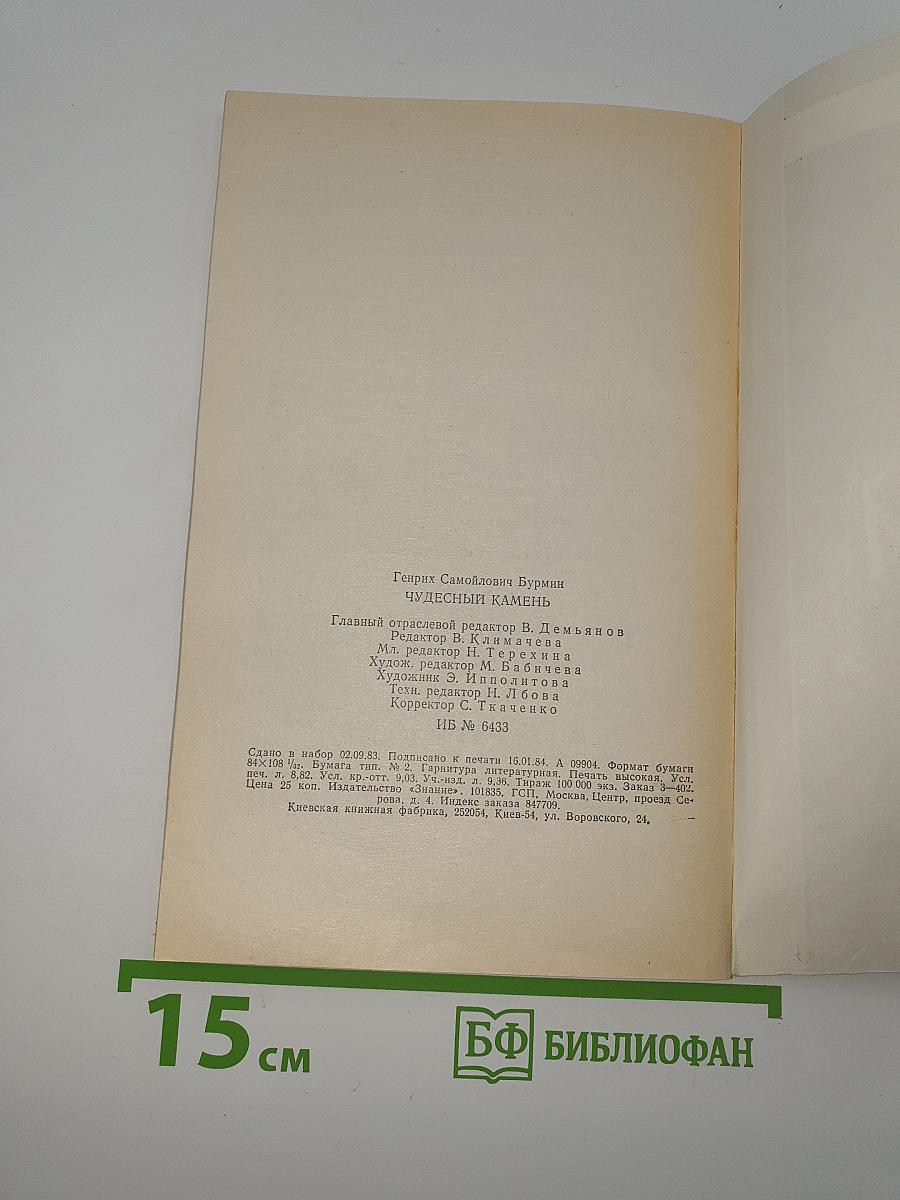 Генрих Самойлович Бурмин
ЧУДЕСНЫЙ КАМЕНЬ
Главный отраслевой редактор В. Демьянов
Редактор В. Климачева
Мл. редактор Н. Терехина
Худож. редактор М. Бабичева
Художник Э. Ипполитова
Техн. редактор Н. Лбова
Корректор С. Ткаченко
ИБ № 6433
Сдано в набор 02.09.83. Подписано к печати 16.01.84. А 09904. Формат бумаги
84×108 1/32. Бумага тип. № 2. Гарнитура литературная. Печать высокая. Усл.
печ. л. 8,82. Усл. кр.-отт. 9,03. Уч.-изд. л. 9,36. Тираж 100 000 экз. Заказ 3—402.
Цена 25 коп. Издательство «Знание». 101835, ГСП, Москва, Центр, проезд Се-
рова, д. 4. Индекс заказа 847709.
Киевская книжная фабрика, 252054, Киев-54, ул. Воровского, 24.
15 см
БФ БИБЛИОФАН